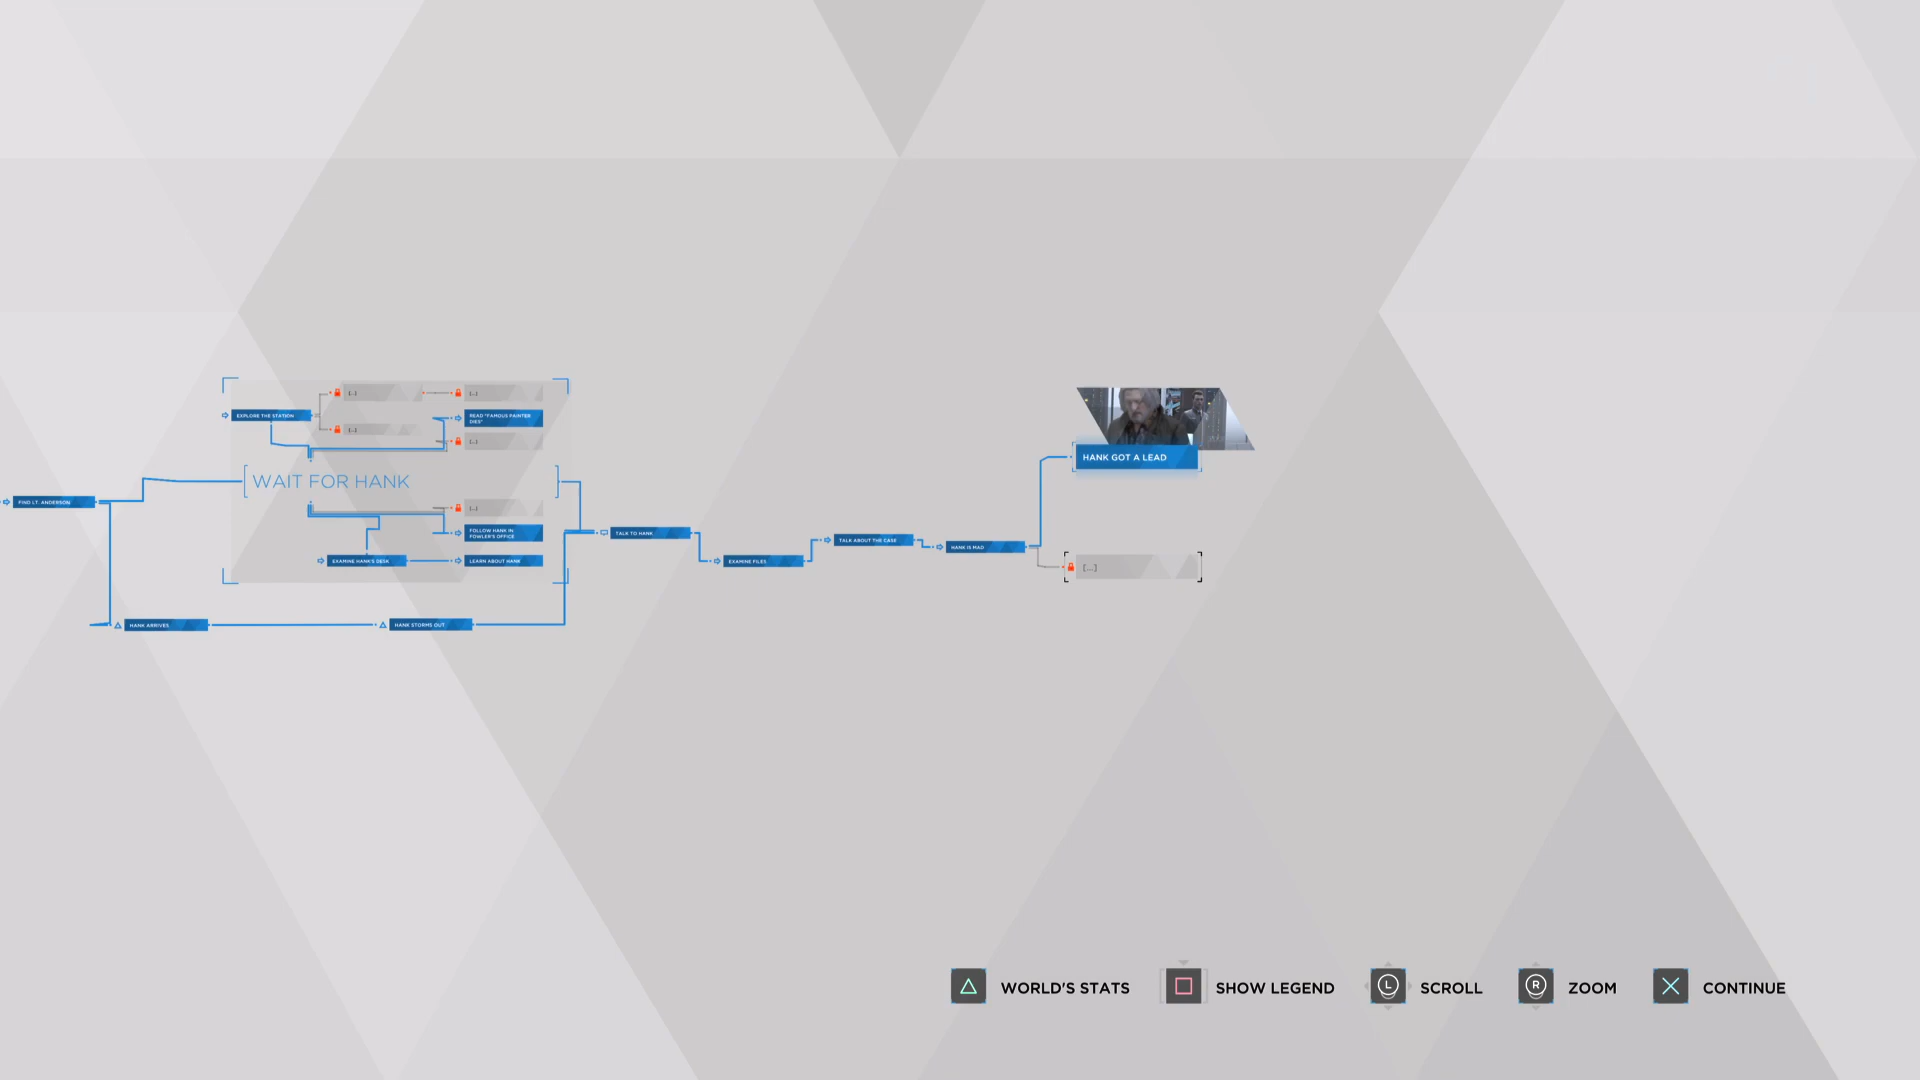 [...]
[...]
EXPLORE THE STATION
READ "FAMOUS PAINTER
DIES"
[...]
[...]
WAIT FOR HANK
FIND LT. ANDERSON
[...]
FOLLOW HANK IN
FOWLER'S OFFICE
EXAMINE HANK'S DESK
LEARN ABOUT HANK
HANK ARRIVES
HANK STORMS OUT
TALK TO HANK
EXAMINE FILES
TALK ABOUT THE CASE
HANK IS MAD
HANK GOT A LEAD
[...]
WORLD'S STATS
SHOW LEGEND
L
SCROLL
R
ZOOM
CONTINUE